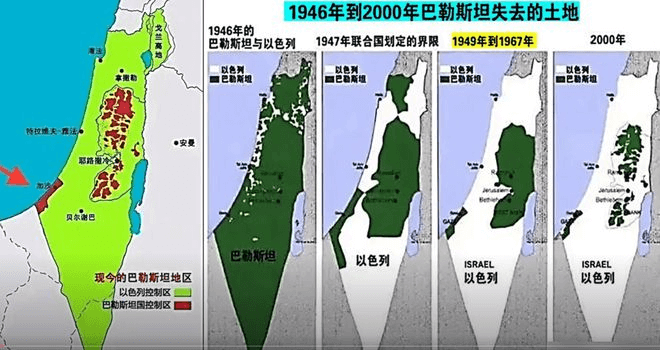 1946年到2000年巴勒斯坦失去的土地
戈兰高地
海法
拿撒勒
特拉维夫-雅法
安曼
耶路撒冷
加沙
贝尔谢巴
现今的巴勒斯坦地区
以色列控制区
巴勒斯坦国控制区
1946年的
巴勒斯坦与以色列
以色列
巴勒斯坦
巴勒斯坦
1947年联合国划定的界限
以色列
巴勒斯坦
以色列
1949年到1967年
以色列
巴勒斯坦
Jerusalem
Bethlehem
ISRAEL
以色列
2000年
以色列
巴勒斯坦
Jerusalem
Bethlehem
ISRAEL
以色列